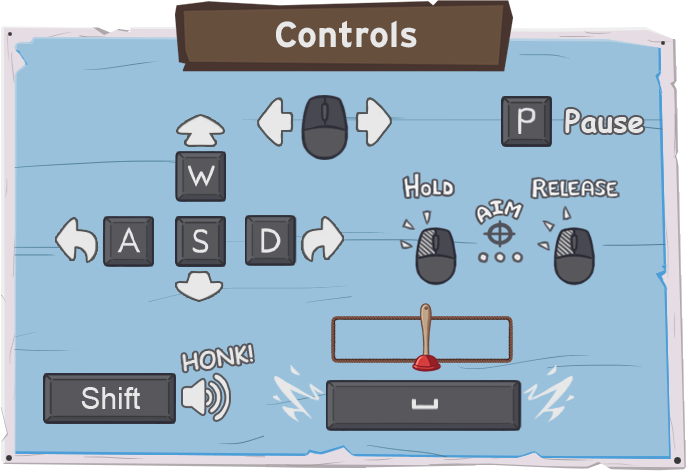 Controls
P Pause
W
HOLD AIM RELEASE
A S D
HONK!
Shift